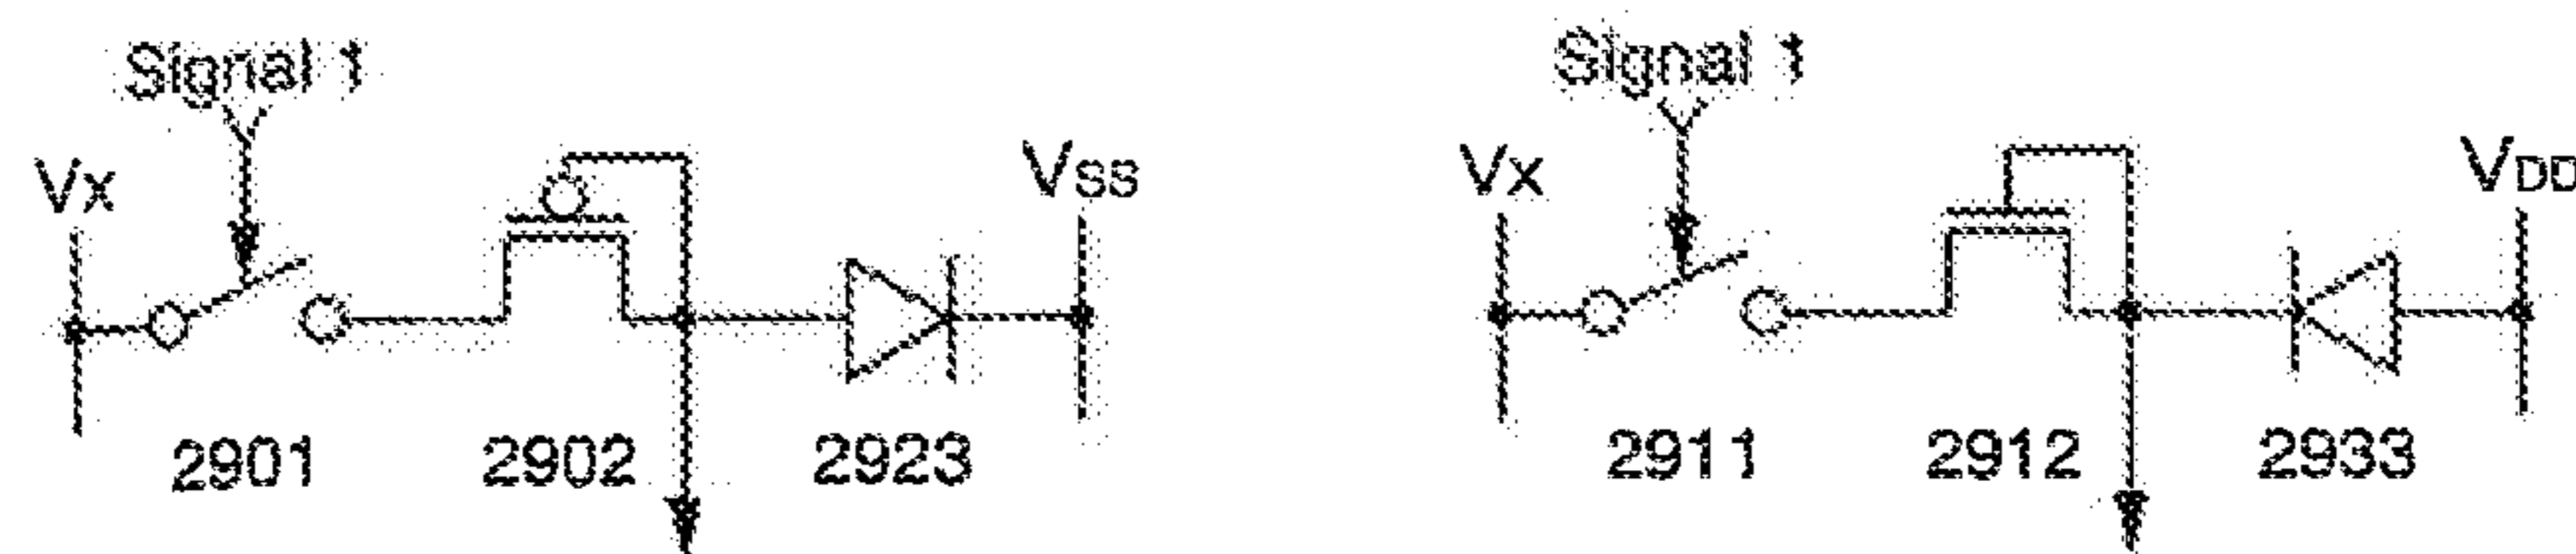 Signal 1 Signal 1
Vx VSS Vx VDD
2901 2902 2923 2911 2912 2933